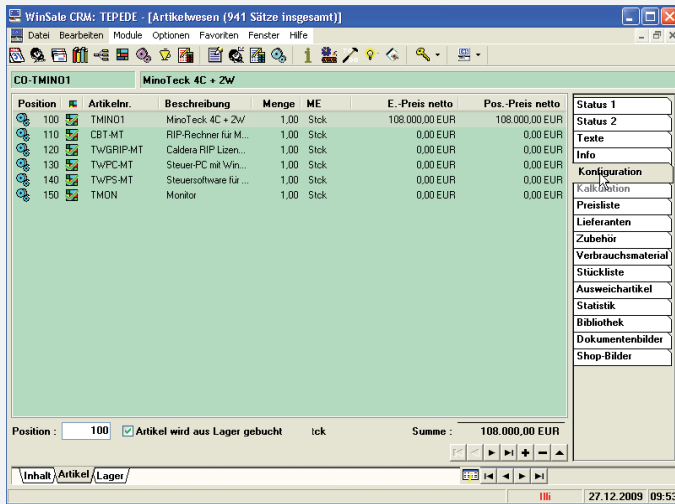 WinSale CRM: TEPEDE - [Artikelwesen (941 Sätze insgesamt)]
Datei Bearbeiten Module Optionen Favoriten Fenster Hilfe
CO-TMINO1 MinoTeck 4C + 2W
Position Artikelnr. Beschreibung Menge ME E.-Preis netto Pos.-Preis netto
100 TMINO1 MinoTeck 4C + 2W 1,00 Stck 108.000,00 EUR 108.000,00 EUR
110 CBT-MT RIP-Rechner für M... 1,00 Stck 0,00 EUR 0,00 EUR
120 TWGRIP-MT Caldera RIP Lizen... 1,00 Stck 0,00 EUR 0,00 EUR
130 TWPC-MT Steuer-PC mit Win... 1,00 Stck 0,00 EUR 0,00 EUR
140 TWPS-MT Steuersoftware für ... 1,00 Stck 0,00 EUR 0,00 EUR
150 TMON Monitor 1,00 Stck 0,00 EUR 0,00 EUR
Status 1
Status 2
Texte
Info
Konfiguration
Kalkulation
Preisliste
Lieferanten
Zubehör
Verbrauchsmaterial
Stückliste
Ausweichartikel
Statistik
Bibliothek
Dokumentenbilder
Shop-Bilder
Position : 100 Artikel wird aus Lager gebucht tck Summe : 108.000,00 EUR
Inhalt Artikel Lager
Illi 27.12.2009 09:53